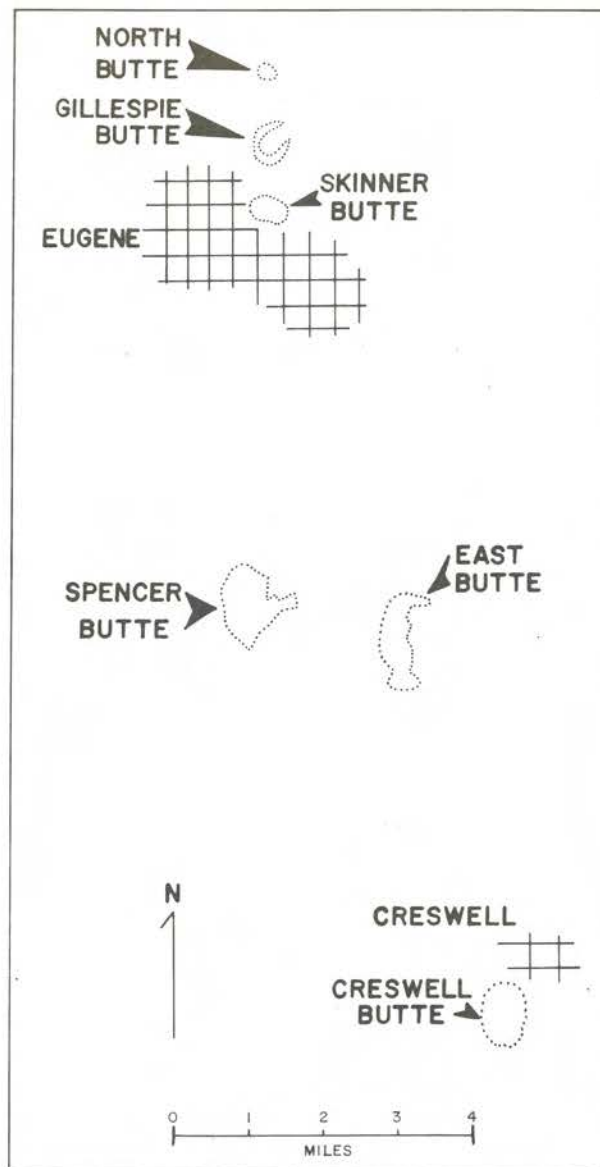 NORTH
BUTTE
GILLESPIE
BUTTE
SKINNER
BUTTE
EUGENE
SPENCER
BUTTE
EAST
BUTTE
N
CRESWELL
CRESWELL
BUTTE
0 1 2 3 4
MILES